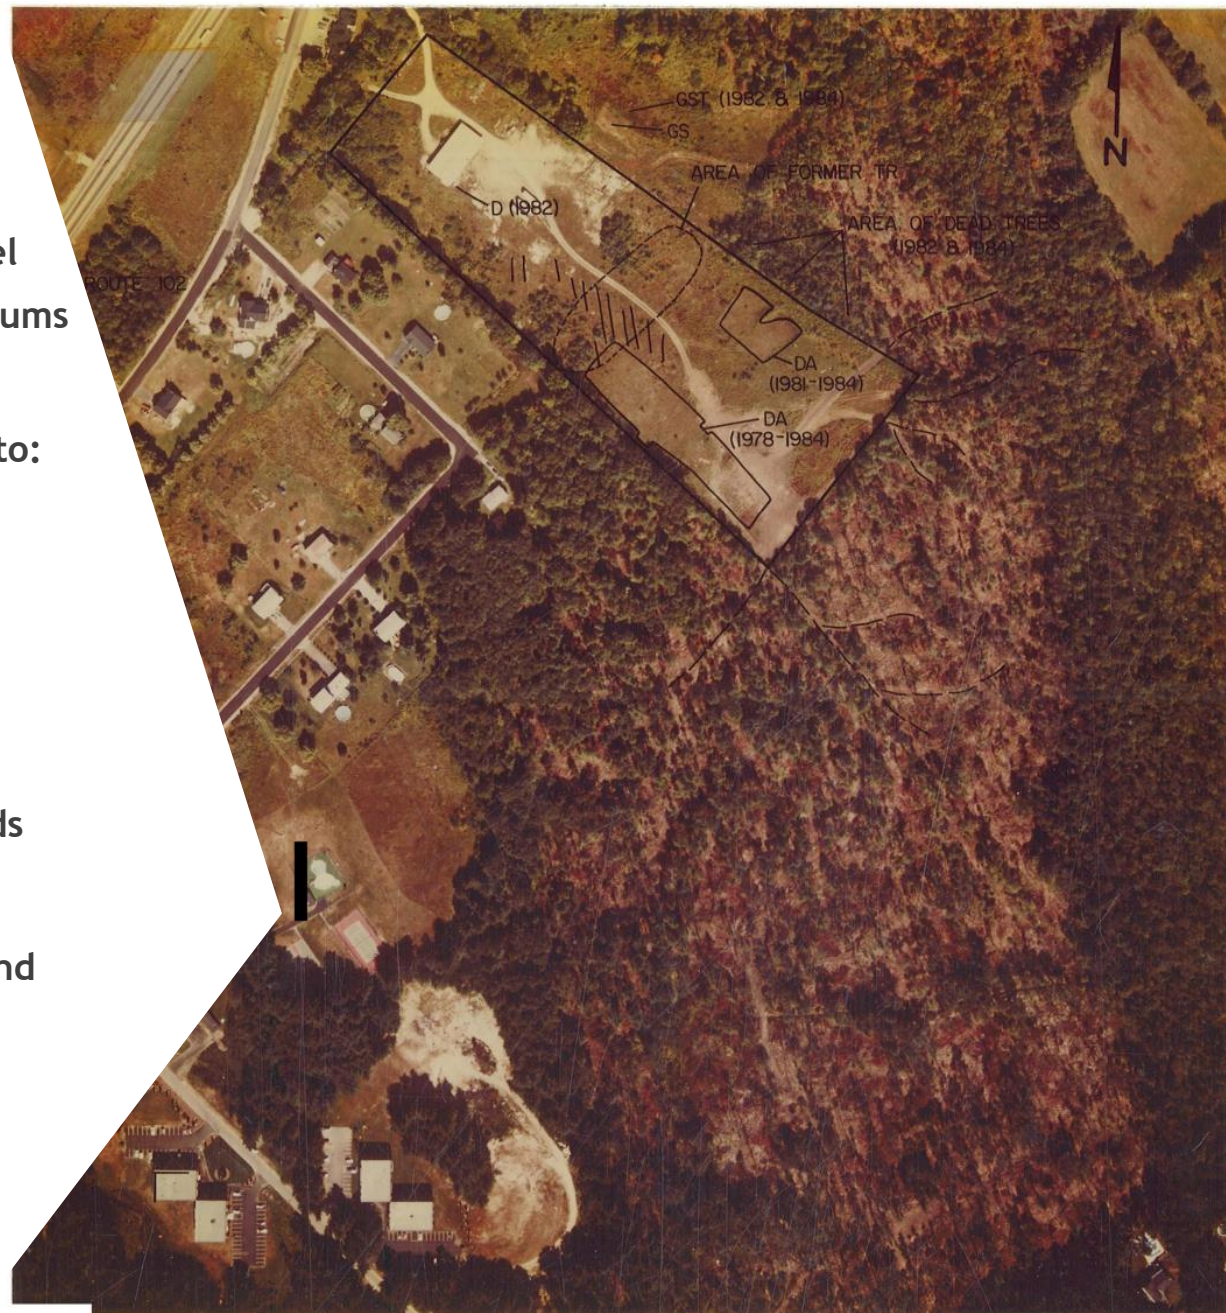 el
ums
to:
ds
nd
GST (1982 & 1984)
GS
N
AREA OF FORMER TR
D (1982)
AREA OF DEAD TREES
(1982 & 1984)
ROUTE 102
DA
(1981-1984)
DA
(1978-1984)